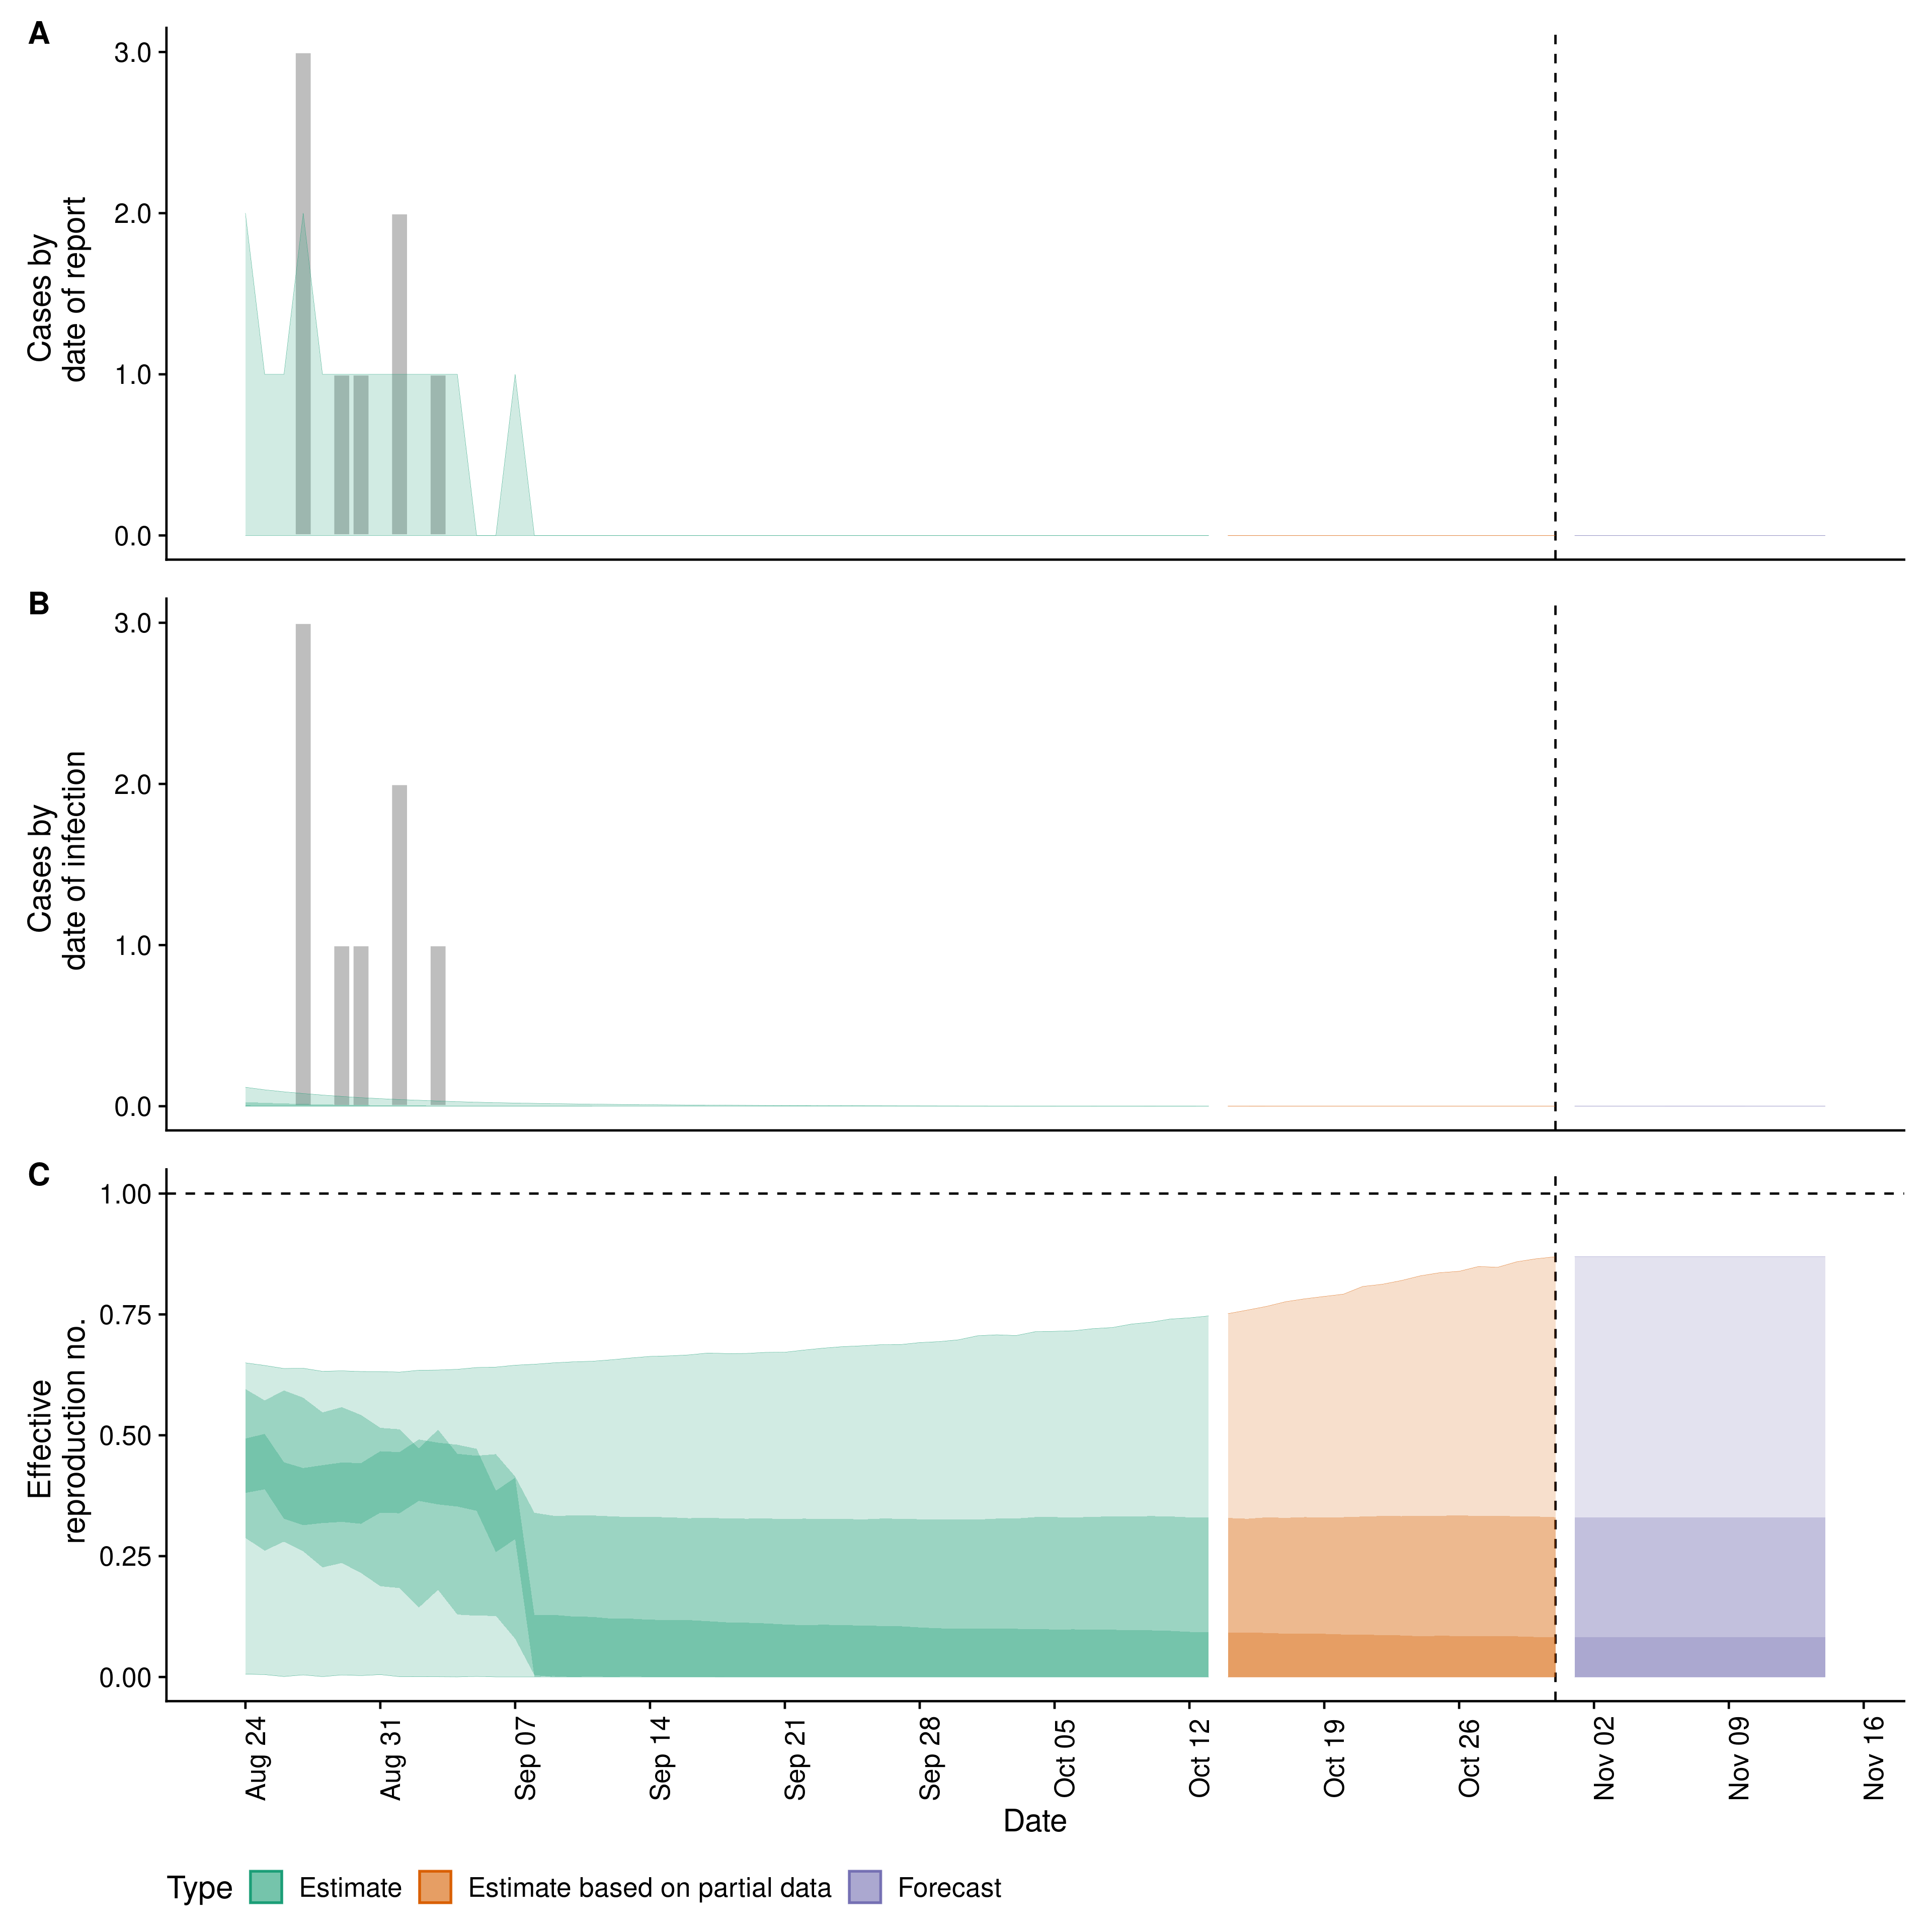 A
3.0
2.0
1.0
0.0
Cases by
date of report
B
3.0
2.0
1.0
0.0
Cases by
date of infection
C
1.00
0.75
0.50
0.25
0.00
Effective
reproduction no.
Aug 24
Aug 31
Sep 07
Sep 14
Sep 21
Sep 28
Oct 05
Oct 12
Oct 19
Oct 26
Nov 02
Nov 09
Nov 16
Date
Type Estimate Estimate based on partial data Forecast